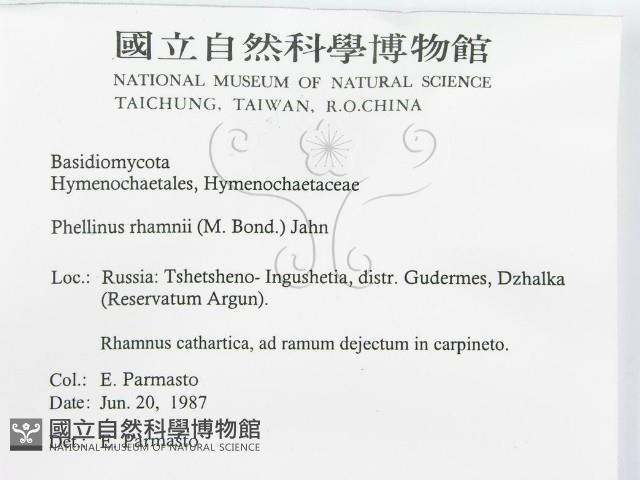 國立自然科學博物館
NATIONAL MUSEUM OF NATURAL SCIENCE
TAICHUNG, TAIWAN, R.O.CHINA
Basidiomycota
Hymenochaetales, Hymenochaetaceae
Phellinus rhamnii (M. Bond.) Jahn
Loc.: Russia: Tshetsheno- Ingushetia, distr. Gudermes, Dzhalka
(Reservatum Argun).
Rhamnus cathartica, ad ramum dejectum in carpineto.
Col.: E. Parmasto
Date: Jun. 20, 1987
Det.: E. Parmasto
國立自然科學博物館
NATIONAL MUSEUM OF NATURAL SCIENCE